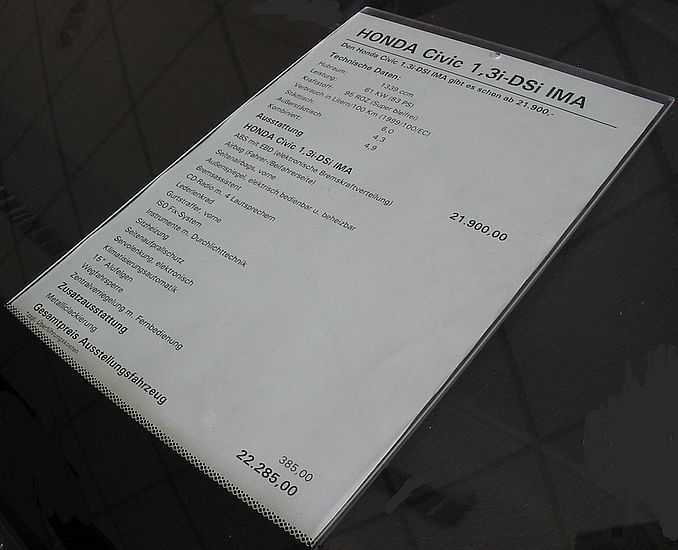 HONDA Civic 1,3i-DSi IMA
Den Honda Civic 1,3i-DSI IMA gibt es schon ab 21.900,-
Technische Daten:
Hubraum: 1339 ccm
Leistung: 61 KW (83 PS)
Kraftstoff: 95 ROZ (Super bleifrei)
Verbrauch in Litern/100 Km (1999-100/EC)
Städtisch: 6,0
Außerstädtisch: 4,3
Kombiniert: 4,9
Ausstattung
HONDA Civic 1,3i-DSi IMA 21.900,00
ABS mit EBD (elektronische Bremskraftverteilung)
Airbag (Fahrer-/Beifahrerseite)
Seitenairbags, vorne
Außenspiegel, elektrisch bedienbar u. beheizbar
Bremsassistent
CD-Radio m. 4 Lautsprechern
Lederlenkrad
Gurtstraffer, vorne
ISO fix-System
Instrumente m. Durchlichttechnik
Sitzheizung
Seitenaufprallschutz
Servolenkung, elektronisch
Klimatisierungsautomatik
15" Alufelgen
Wegfahrsperre
Zentralverriegelung m. Fernbedienung
Zusatzausstattung
Metalliclackierung 385,00
Gesamtpreis Ausstellungsfahrzeug 22.285,00